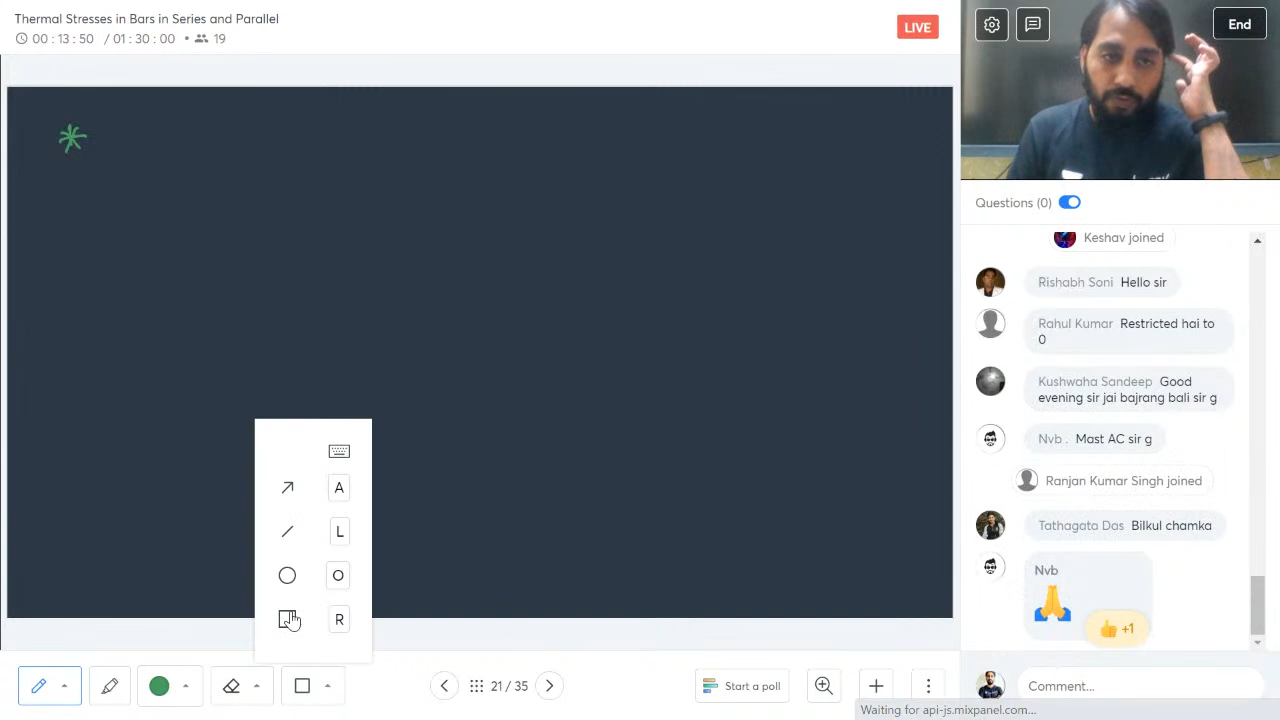 Thermal Stresses in Bars in Series and Parallel
00 : 13 : 50 / 01 : 30 : 00 • 19
LIVE
End
Questions (0)
Keshav joined
Rishabh Soni Hello sir
Rahul Kumar Restricted hai to
0
Kushwaha Sandeep Good
evening sir jai bajrang bali sir g
Nvb . Mast AC sir g
Ranjan Kumar Singh joined
Tathagata Das Bilkul chamka
Nvb
+1
A
L
O
R
21 / 35
Start a poll
Comment...
Waiting for api-js.mixpanel.com...